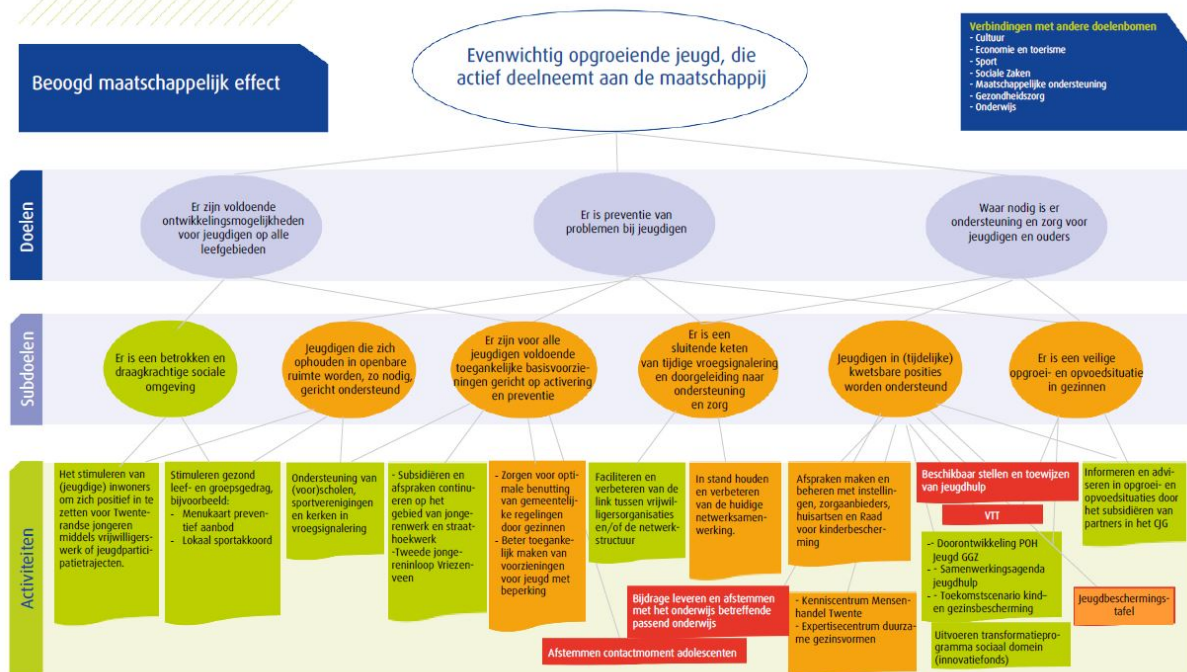 Beoogd maatschappelijk effect
Evenwichtig opgroeiende jeugd, die
actief deelneemt aan de maatschappij
Verbindingen met andere doelenbomen
- Cultuur
- Economie en toerisme
- Sport
- Sociale Zaken
- Maatschappelijke ondersteuning
- Gezondheidszorg
- Onderwijs
Doelen
Er zijn voldoende
ontwikkelingsmogelijkheden
voor jeugdigen op alle
leefgebieden
Er is preventie van
problemen bij jeugdigen
Waar nodig is er
ondersteuning en zorg voor
jeugdigen en ouders
Subdoelen
Er is een betrokken en
draagkrachtige sociale
omgeving
Jeugdigen die zich
ophouden in openbare
ruimte worden, zo nodig,
gericht ondersteund
Er zijn voor alle
jeugdigen voldoende
toegankelijke basisvoorzie-
ningen gericht op activering
en preventie
Er is een
sluitende keten
van tijdige vroegsignalering
en doorgeleiding naar
ondersteuning
en zorg
Jeugdigen in (tijdelijke)
kwetsbare posities
worden ondersteund
Er is een veilige
opgroei- en opvoedsituatie
in gezinnen
Activiteiten
Het stimuleren van
(jeugdige) inwoners
om zich positief in te
zetten voor Twente-
randse jongeren
middels vrijwilligers-
werk of jeugdpartici-
patietrajecten.
Stimuleren gezond
leef- en groepsgedrag,
bijvoorbeeld:
- Menukaart preven-
tief aanbod
- Lokaal sportakkoord
Ondersteuning van
(voor)scholen,
sportverenigingen
en kerken in
vroegsignalering
- Subsidiëren en
afspraken continu-
eren op het
gebied van
jongerenwerk en straat-
hoekwerk
-Tweede jonge-
reninloop Vriezen-
veen
- Zorgen voor opti-
male benutting
van gemeentelij-
ke regelingen
door gezinnen
- Beter toegan-
kelijk maken van
voorzieningen
voor jeugd met
beperking
Faciliteren en
verbeteren van de
link tussen vrijwil-
ligersorganisaties
en/of de netwerk-
structuur
In stand houden
en verbeteren
van de huidige
netwerksamen-
werking.
Afspraken maken en
beheren met instellin-
gen, zorgaanbieders,
huisartsen en Raad
voor kinderbescher-
ming
Beschikbaar stellen en toewijzen
van jeugdhulp
VTT
Informeren en advi-
seren in opgroei- en
opvoedsituaties door
het subsidiëren van
partners in het CJG
- - Doorontwikkeling POH
Jeugd GGZ
- - Samenwerkingsagenda
jeugdhulp
- - Toekomstscenario kind-
en gezinsbescherming
Jeugdbeschermings-
tafel
Bijdrage leveren en afstemmen
met het onderwijs betreffende
passend onderwijs
- Kenniscentrum Mensen-
handel Twente
- Expertisecentrum duurza-
me gezinsvormen
Uitvoeren transformatiepro-
gramma sociaal domein
(innovatiefonds)
Afstemmen contactmoment adolescenten